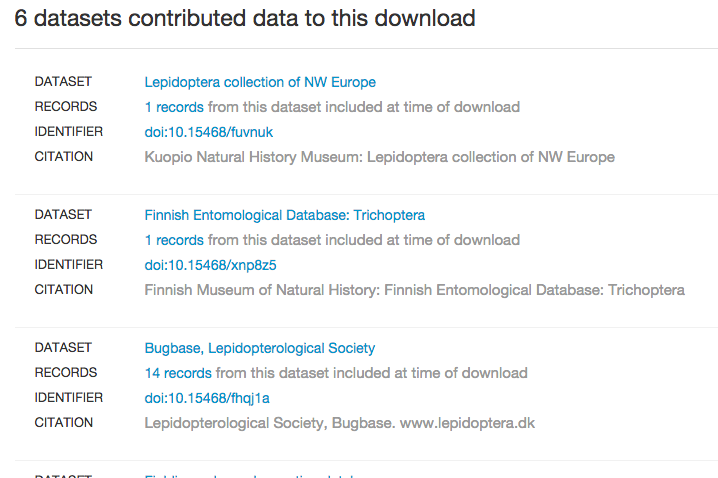 6 datasets contributed data to this download
DATASET Lepidoptera collection of NW Europe
RECORDS 1 records from this dataset included at time of download
IDENTIFIER doi:10.15468/fuvnuk
CITATION Kuopio Natural History Museum: Lepidoptera collection of NW Europe
DATASET Finnish Entomological Database: Trichoptera
RECORDS 1 records from this dataset included at time of download
IDENTIFIER doi:10.15468/xnp8z5
CITATION Finnish Museum of Natural History: Finnish Entomological Database: Trichoptera
DATASET Bugbase, Lepidopterological Society
RECORDS 14 records from this dataset included at time of download
IDENTIFIER doi:10.15468/fhqj1a
CITATION Lepidopterological Society, Bugbase. www.lepidoptera.dk
DATASET